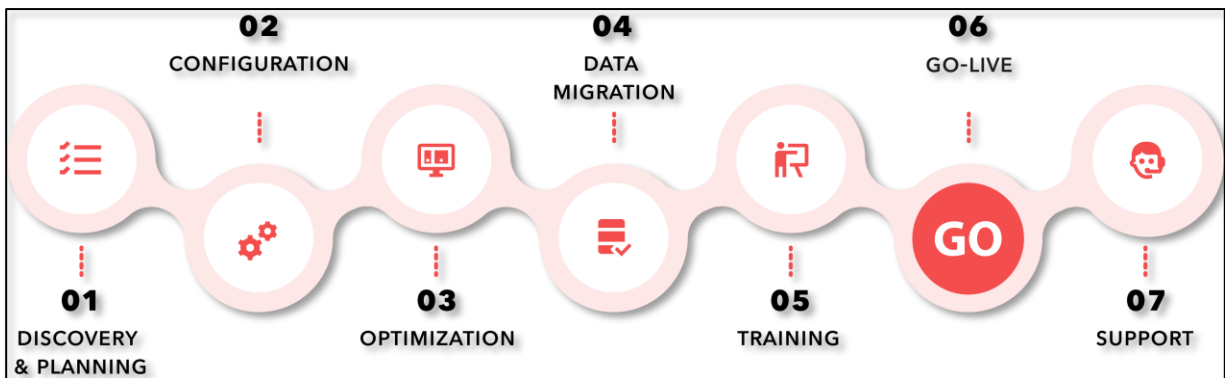 01
DISCOVERY
& PLANNING
02
CONFIGURATION
03
OPTIMIZATION
04
DATA
MIGRATION
05
TRAINING
06
GO-LIVE
GO
07
SUPPORT